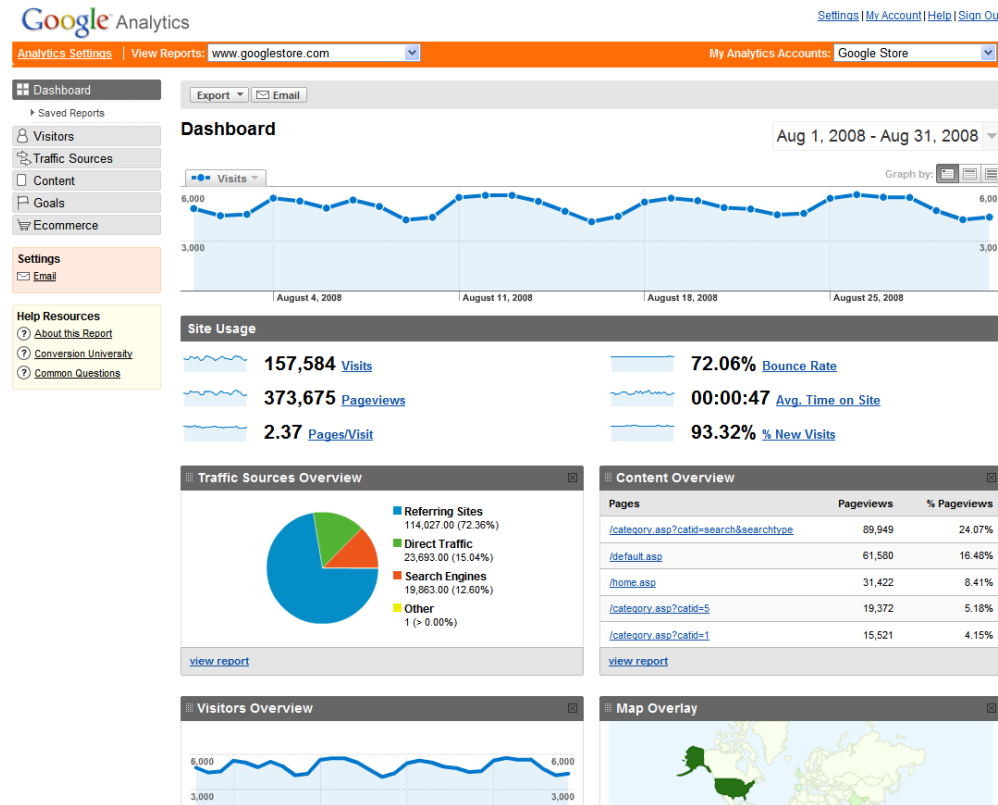 Google Analytics
Settings | My Account | Help | Sign Ou
Analytics Settings | View Reports: www.googlestore.com
My Analytics Accounts: Google Store
Dashboard
Saved Reports
Visitors
Traffic Sources
Content
Goals
Ecommerce
Settings
Email
Help Resources
? About this Report
? Conversion University
? Common Questions
Export Email
Dashboard
Aug 1, 2008 - Aug 31, 2008
Visits
Graph by:
6,000 6,00
3,000 3,00
August 4, 2008 August 11, 2008 August 18, 2008 August 25, 2008
Site Usage
157,584 Visits
72.06% Bounce Rate
373,675 Pageviews
00:00:47 Avg. Time on Site
2.37 Pages/Visit
93.32% % New Visits
Traffic Sources Overview
Referring Sites
114,027.00 (72.36%)
Direct Traffic
23,693.00 (15.04%)
Search Engines
19,863.00 (12.60%)
Other
1 (> 0.00%)
view report
Content Overview
Pages Pageviews % Pageviews
/category.asp?catid=search&searchtype 89,949 24.07%
/default.asp 61,580 16.48%
/home.asp 31,422 8.41%
/category.asp?catid=5 19,372 5.18%
/category.asp?catid=1 15,521 4.15%
view report
Visitors Overview
6,000 6,000
3,000 3,000
Map Overlay